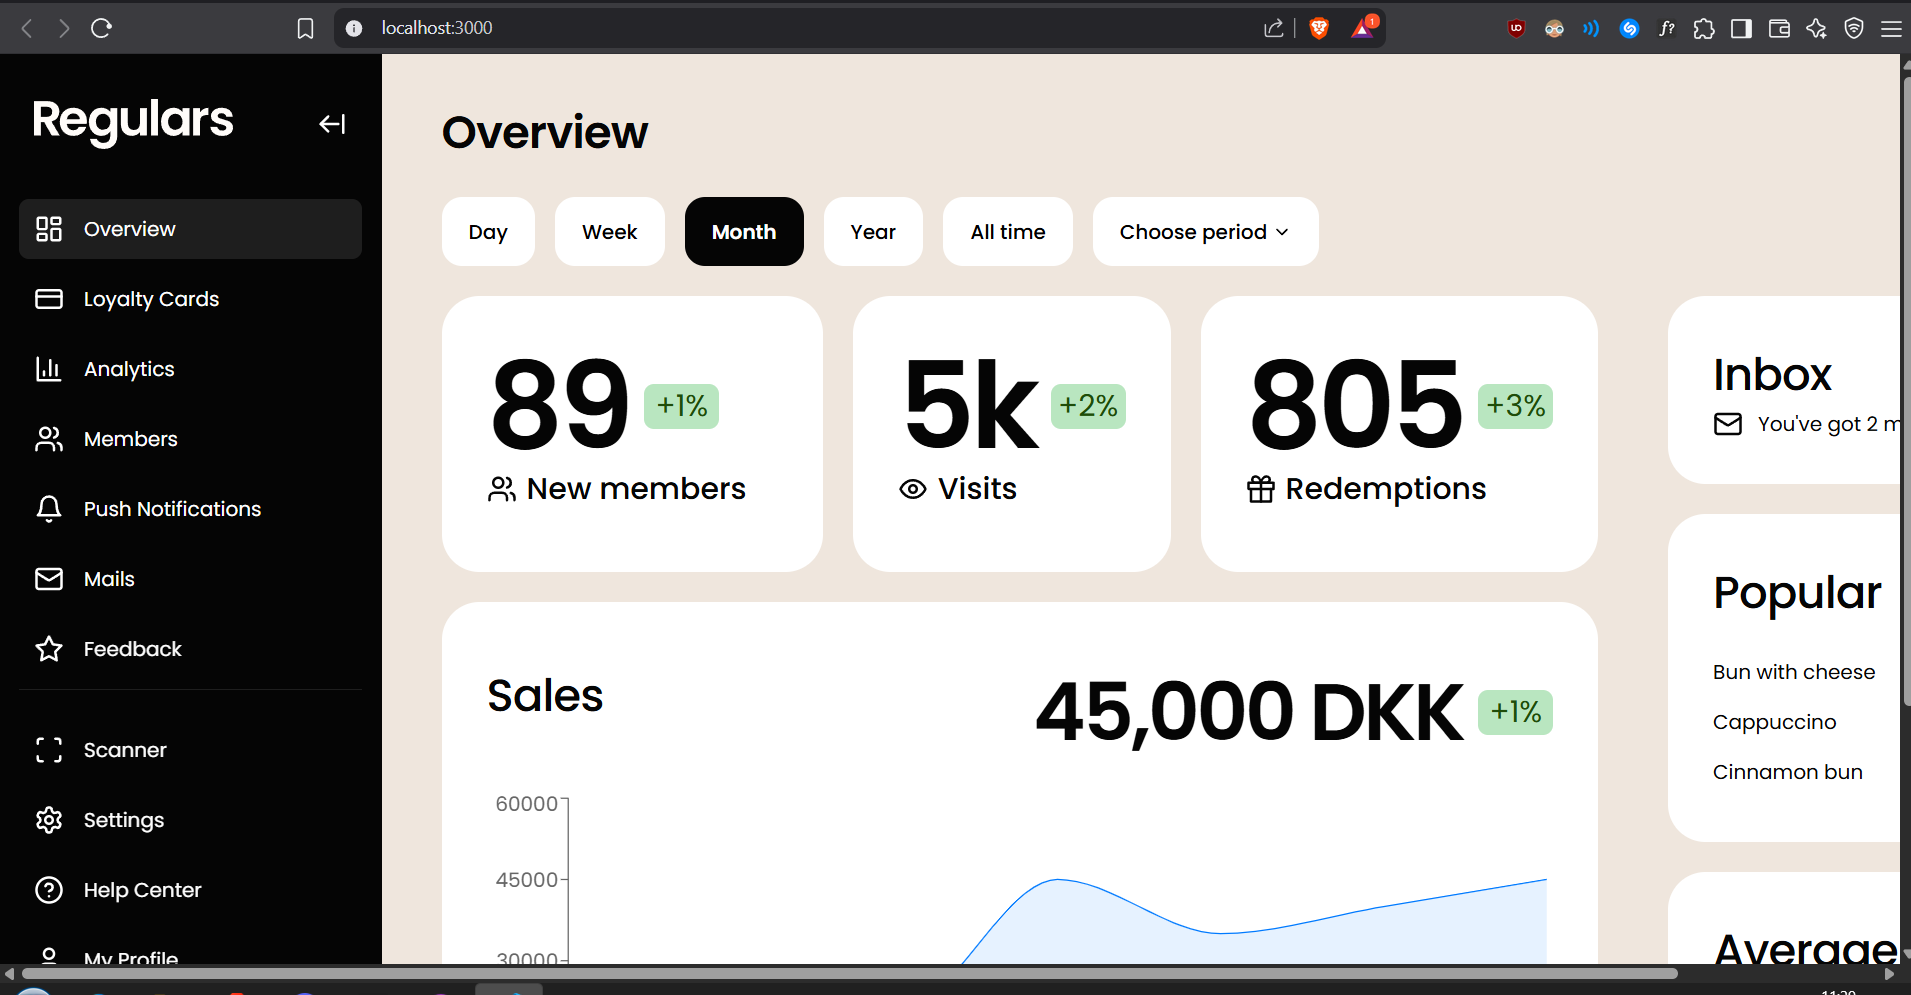 localhost:3000
1
Regulars
Overview
Loyalty Cards
Analytics
Members
Push Notifications
Mails
Feedback
Scanner
Settings
Help Center
My Profile
Overview
Day
Week
Month
Year
All time
Choose period
89 +1%
New members
5k +2%
Visits
805 +3%
Redemptions
Sales
45,000 DKK +1%
60000
45000
30000
Inbox
You've got 2 m
Popular
Bun with cheese
Cappuccino
Cinnamon bun
Average